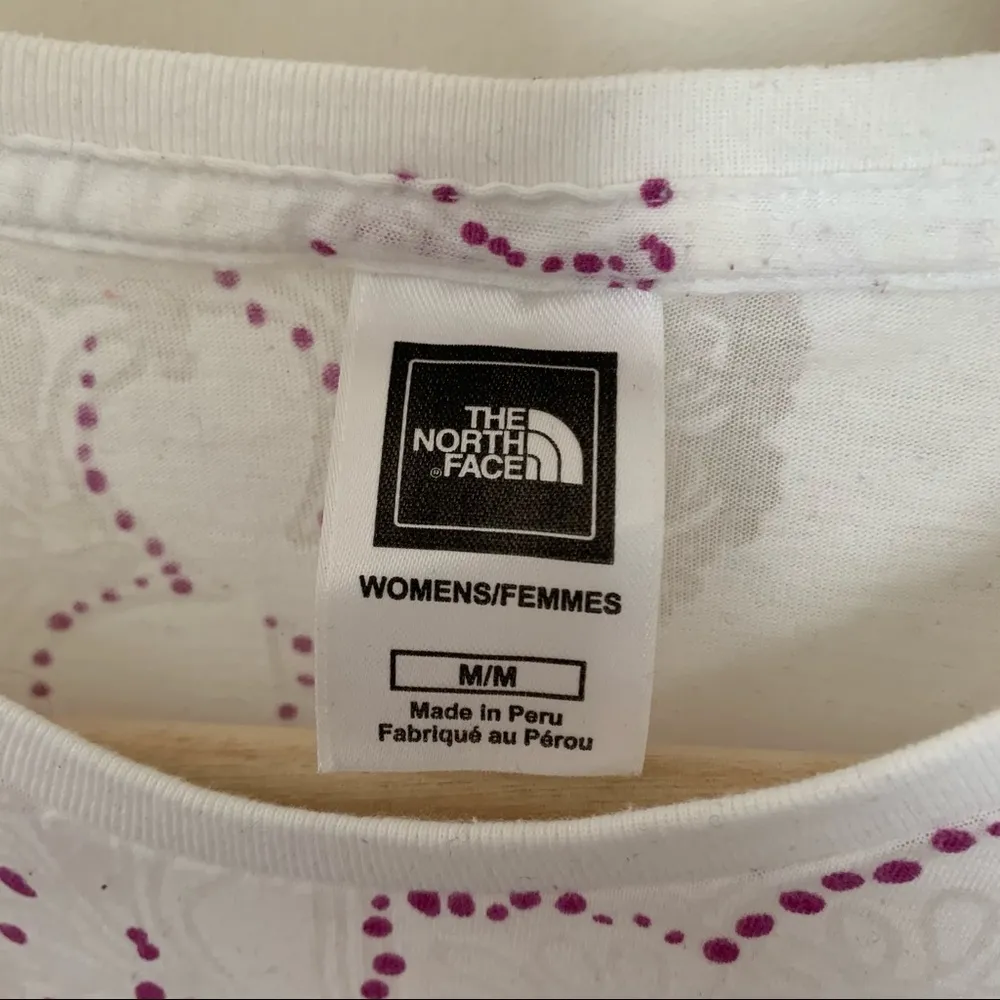 THE
NORTH
FACE
WOMENS/FEMMES
M/M
Made in Peru
Fabriqué au Pérou